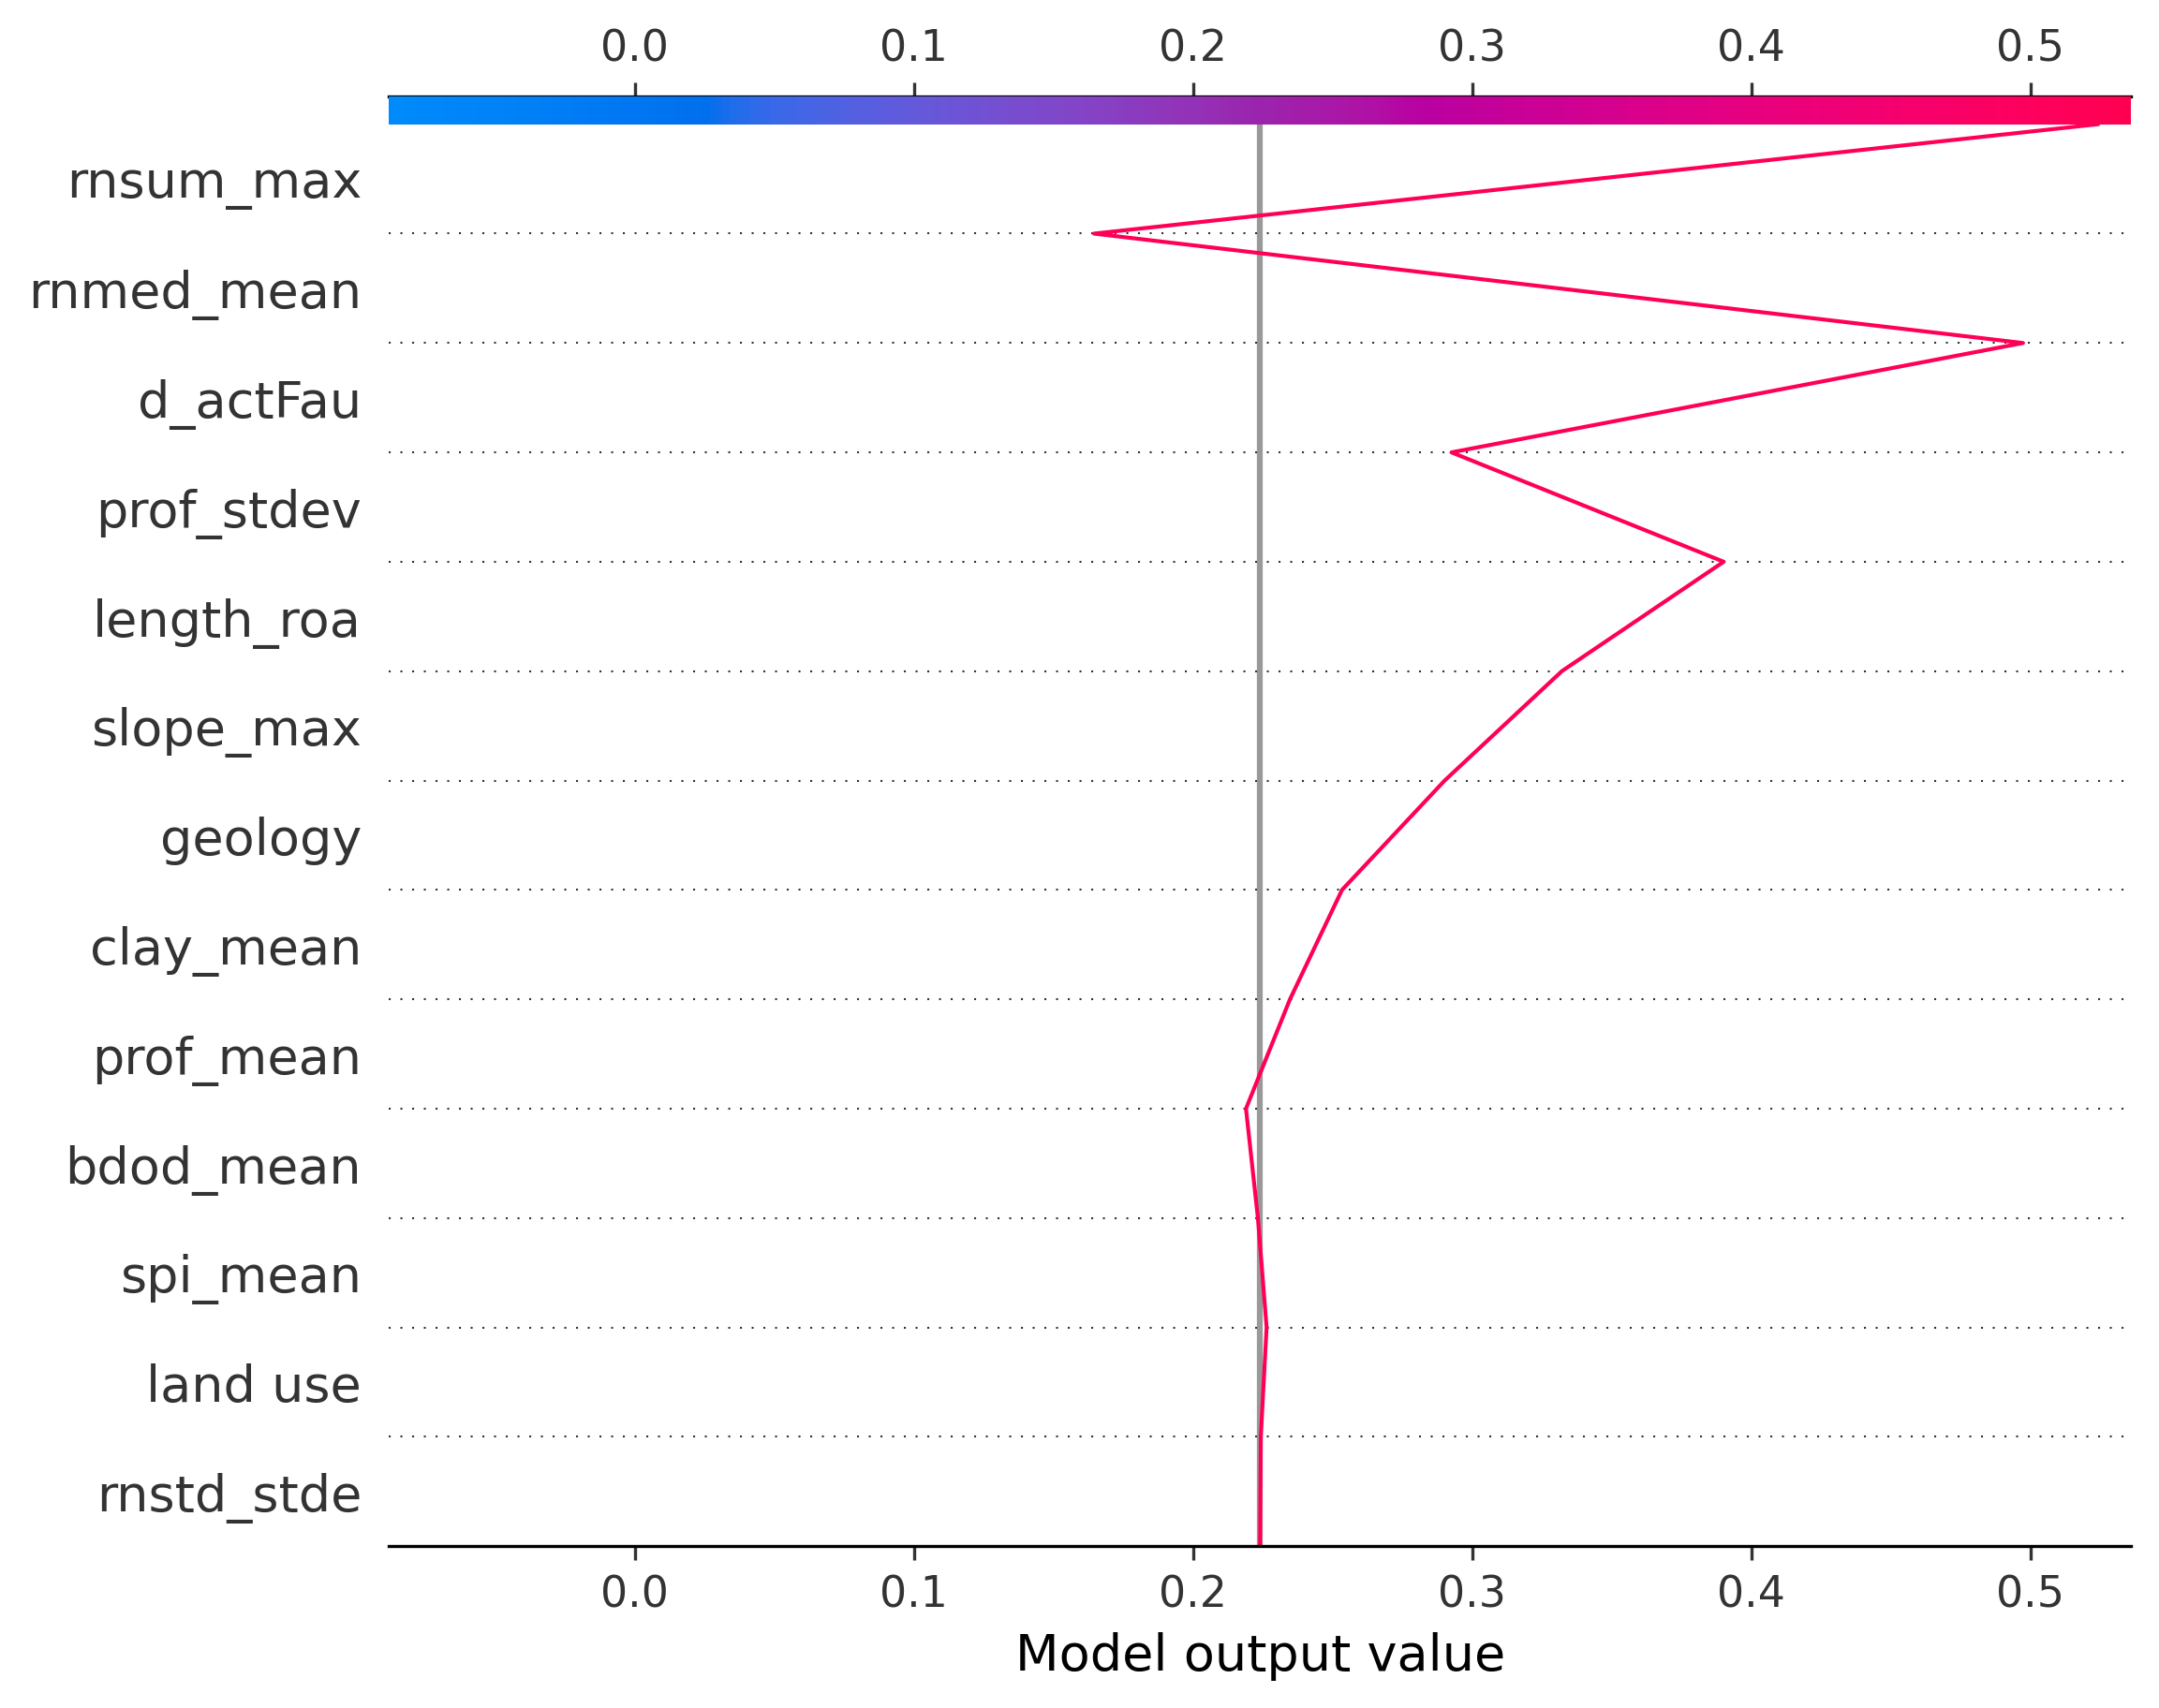 0.0 0.1 0.2 0.3 0.4 0.5
rnsum_max
rnmed_mean
d_actFau
prof_stdev
length_roa
slope_max
geology
clay_mean
prof_mean
bdod_mean
spi_mean
land use
rnstd_stde
0.0 0.1 0.2 0.3 0.4 0.5
Model output value